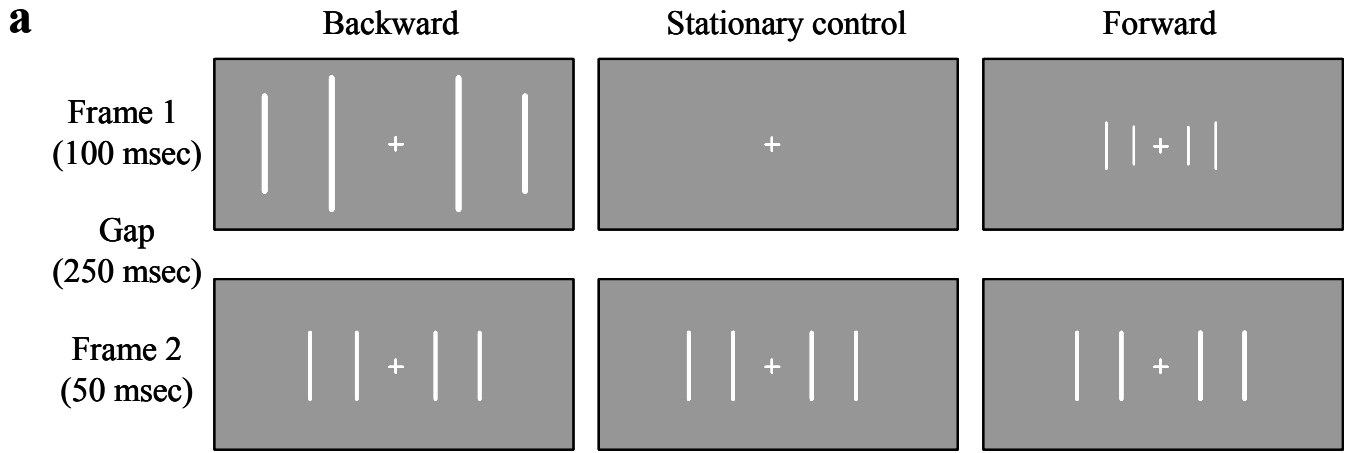 a
Backward Stationary control Forward
Frame 1
(100 msec)
Gap
(250 msec)
Frame 2
(50 msec)